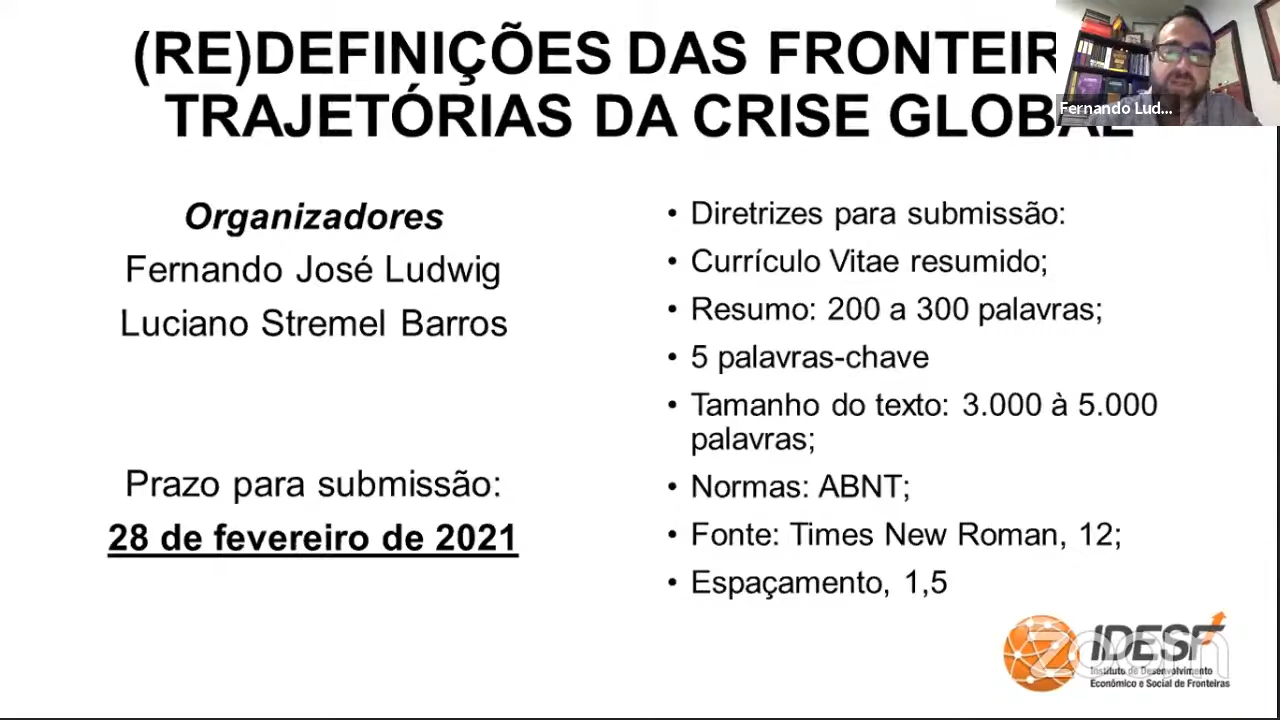 (RE)DEFINIÇÕES DAS FRONTEIR
TRAJETÓRIAS DA CRISE GLOBAL
Fernando Lud...
Organizadores
Fernando José Ludwig
Luciano Stremel Barros
Prazo para submissão:
28 de fevereiro de 2021
• Diretrizes para submissão:
• Currículo Vitae resumido;
• Resumo: 200 a 300 palavras;
• 5 palavras-chave
• Tamanho do texto: 3.000 à 5.000
palavras;
• Normas: ABNT;
• Fonte: Times New Roman, 12;
• Espaçamento, 1,5
IDESF
zoom
Instituto de Desenvolvimento
Econômico e Social de Fronteiras